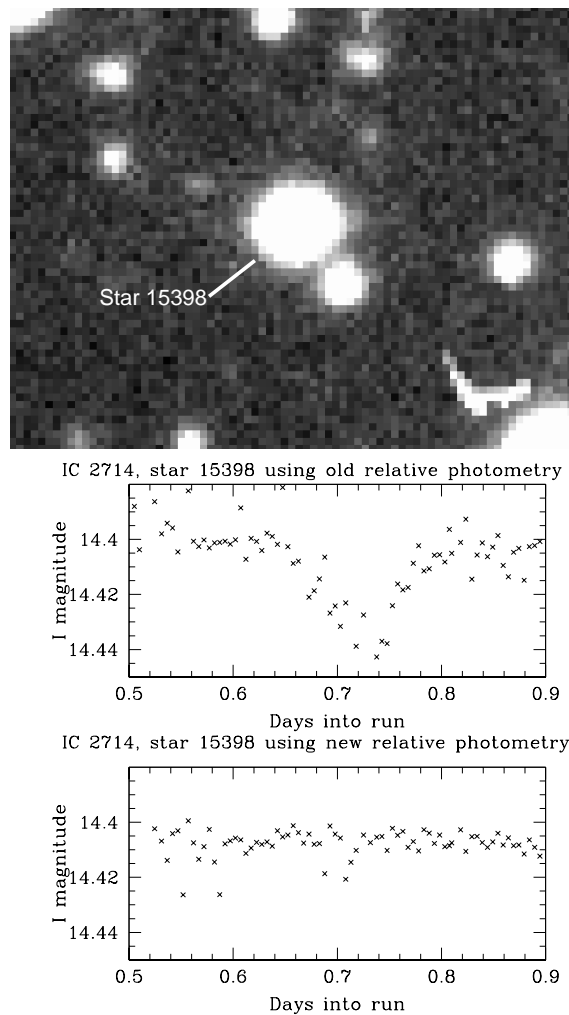 Star 15398
IC 2714, star 15398 using old relative photometry
14.4
14.42
14.44
I magnitude
0.5 0.6 0.7 0.8 0.9
Days into run
IC 2714, star 15398 using new relative photometry
14.4
14.42
14.44
I magnitude
0.5 0.6 0.7 0.8 0.9
Days into run